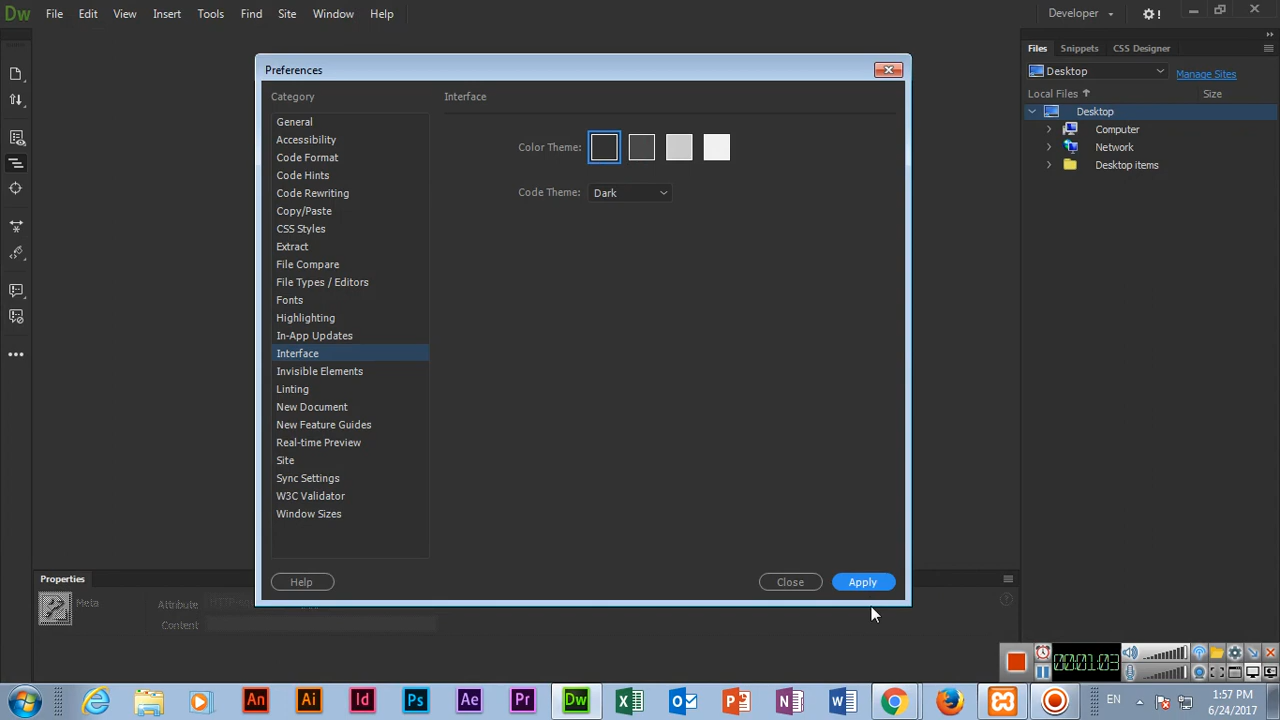 Dw File Edit View Insert Tools Find Site Window Help Developer
Preferences
Category
General
Accessibility
Code Format
Code Hints
Code Rewriting
Copy/Paste
CSS Styles
Extract
File Compare
File Types / Editors
Fonts
Highlighting
In-App Updates
Interface
Invisible Elements
Linting
New Document
New Feature Guides
Real-time Preview
Site
Sync Settings
W3C Validator
Window Sizes
Interface
Color Theme:
Code Theme: Dark
Help Close Apply
Files Snippets CSS Designer
Desktop Manage Sites
Local Files Size
Desktop
Computer
Network
Desktop items
Properties
Meta Attribute
Content
0001:03
An Ai Id Ps Ae Pr Dw EN
1:57 PM
6/24/2017